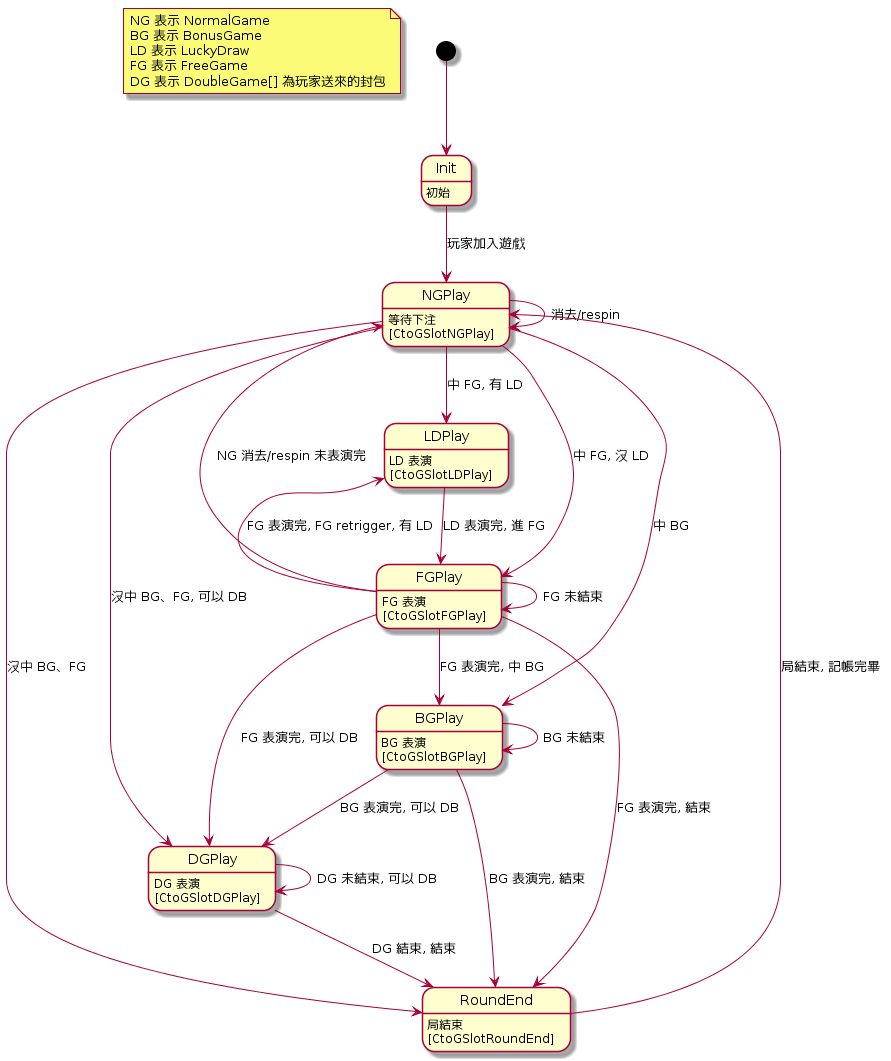 NG 表示 NormalGame
BG 表示 BonusGame
LD 表示 LuckyDraw
FG 表示 FreeGame
DG 表示 DoubleGame[] 為玩家送來的封包
Init
初始
玩家加入遊戲
NGPlay
等待下注
[CtoGSlotNGPlay]
消去/respin
中 FG, 有 LD
LDPlay
LD 表演
[CtoGSlotLDPlay]
NG 消去/respin 未表演完
中 FG, 沒 LD
FG 表演完, FG retrigger, 有 LD
LD 表演完, 進 FG
中 BG
FGPlay
FG 表演
[CtoGSlotFGPlay]
FG 未結束
沒中 BG、FG, 可以 DB
沒中 BG、FG
FG 表演完, 中 BG
局結束, 記帳完畢
BGPlay
BG 表演
[CtoGSlotBGPlay]
FG 表演完, 可以 DB
BG 未結束
BG 表演完, 可以 DB
FG 表演完, 結束
DGPlay
DG 表演
[CtoGSlotDGPlay]
DG 未結束, 可以 DB
BG 表演完, 結束
DG 結束, 結束
RoundEnd
局結束
[CtoGSlotRoundEnd]